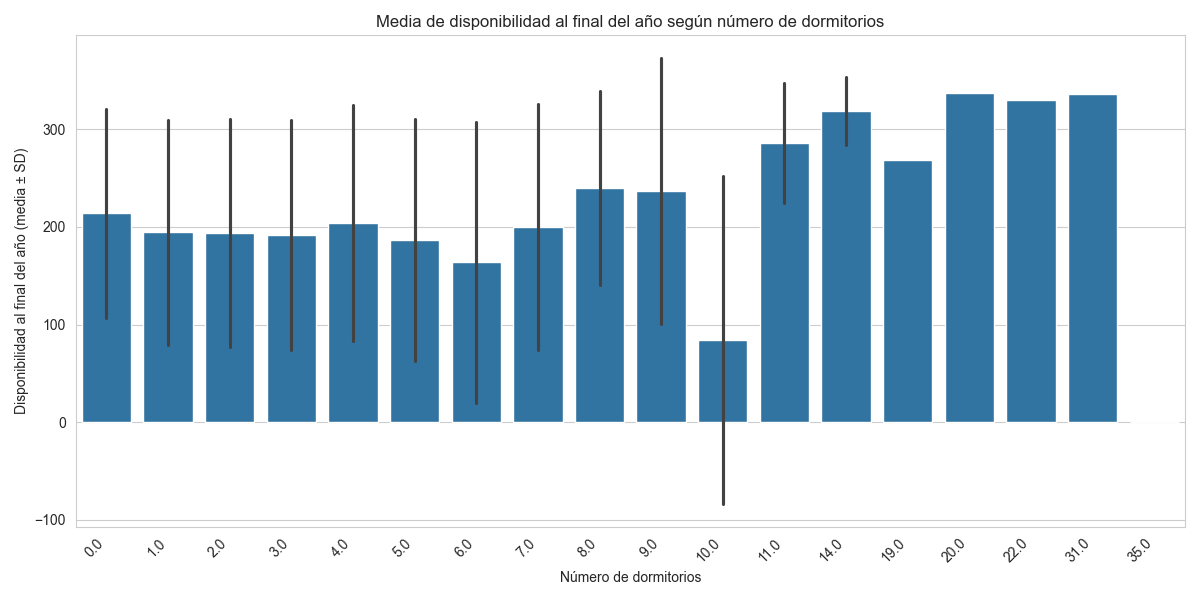 Media de disponibilidad al final del año según número de dormitorios
Disponibilidad al final del año (media ± SD)
300
200
100
0
−100
0.0 1.0 2.0 3.0 4.0 5.0 6.0 7.0 8.0 9.0 10.0 11.0 14.0 19.0 20.0 22.0 31.0 35.0
Número de dormitorios